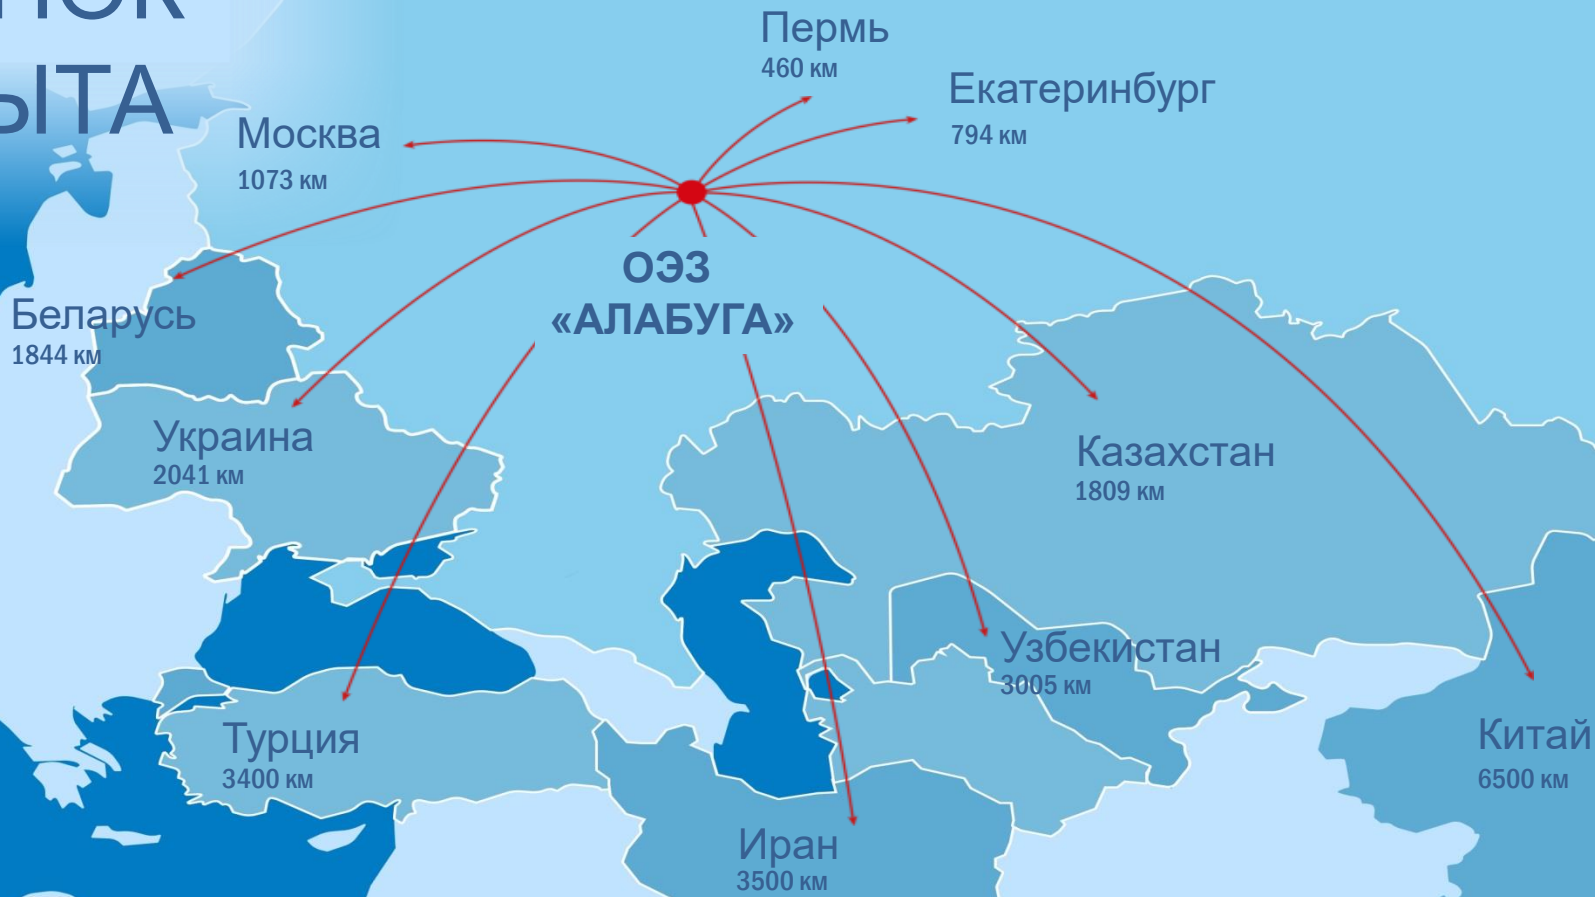 Пермь
460 км
Екатеринбург
794 км
Москва
1073 км
ОЭЗ
«АЛАБУГА»
Беларусь
1844 км
Украина
2041 км
Казахстан
1809 км
Узбекистан
3005 км
Турция
3400 км
Китай
6500 км
Иран
3500 км